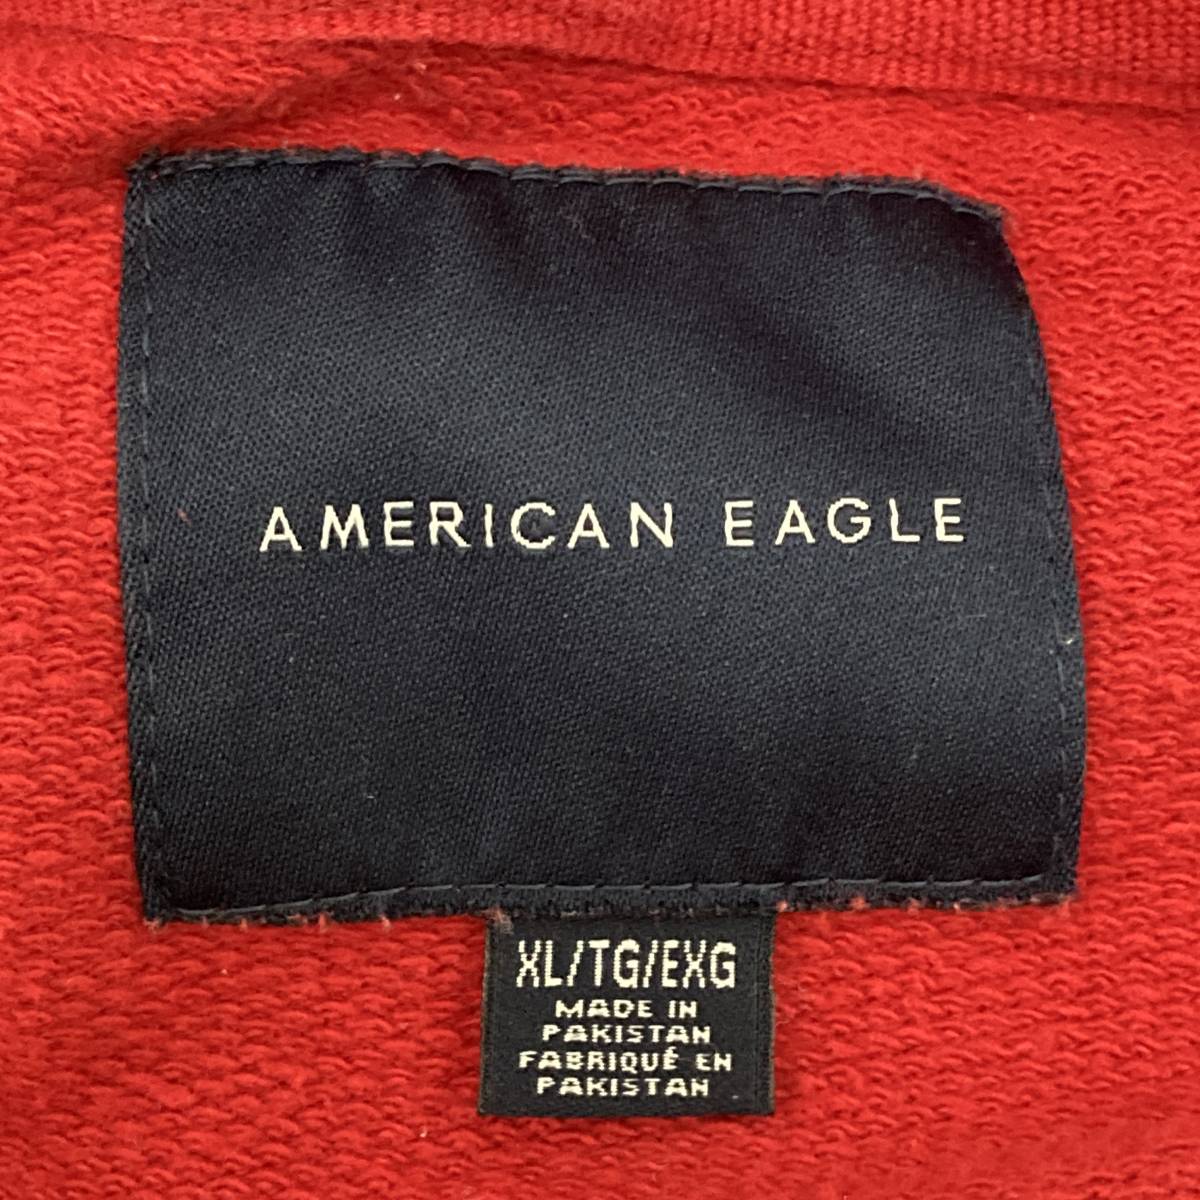 AMERICAN EAGLE
XL/TG/EXG
MADE IN
PAKISTAN
FABRIQUÉ EN
PAKISTAN